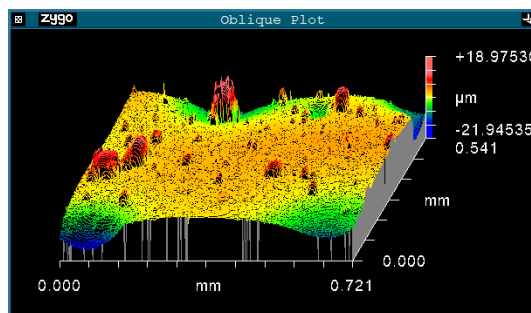 zygo Oblique Plot
+18.97530
µm
-21.94535
0.541
mm
0.000
0.000 mm 0.721